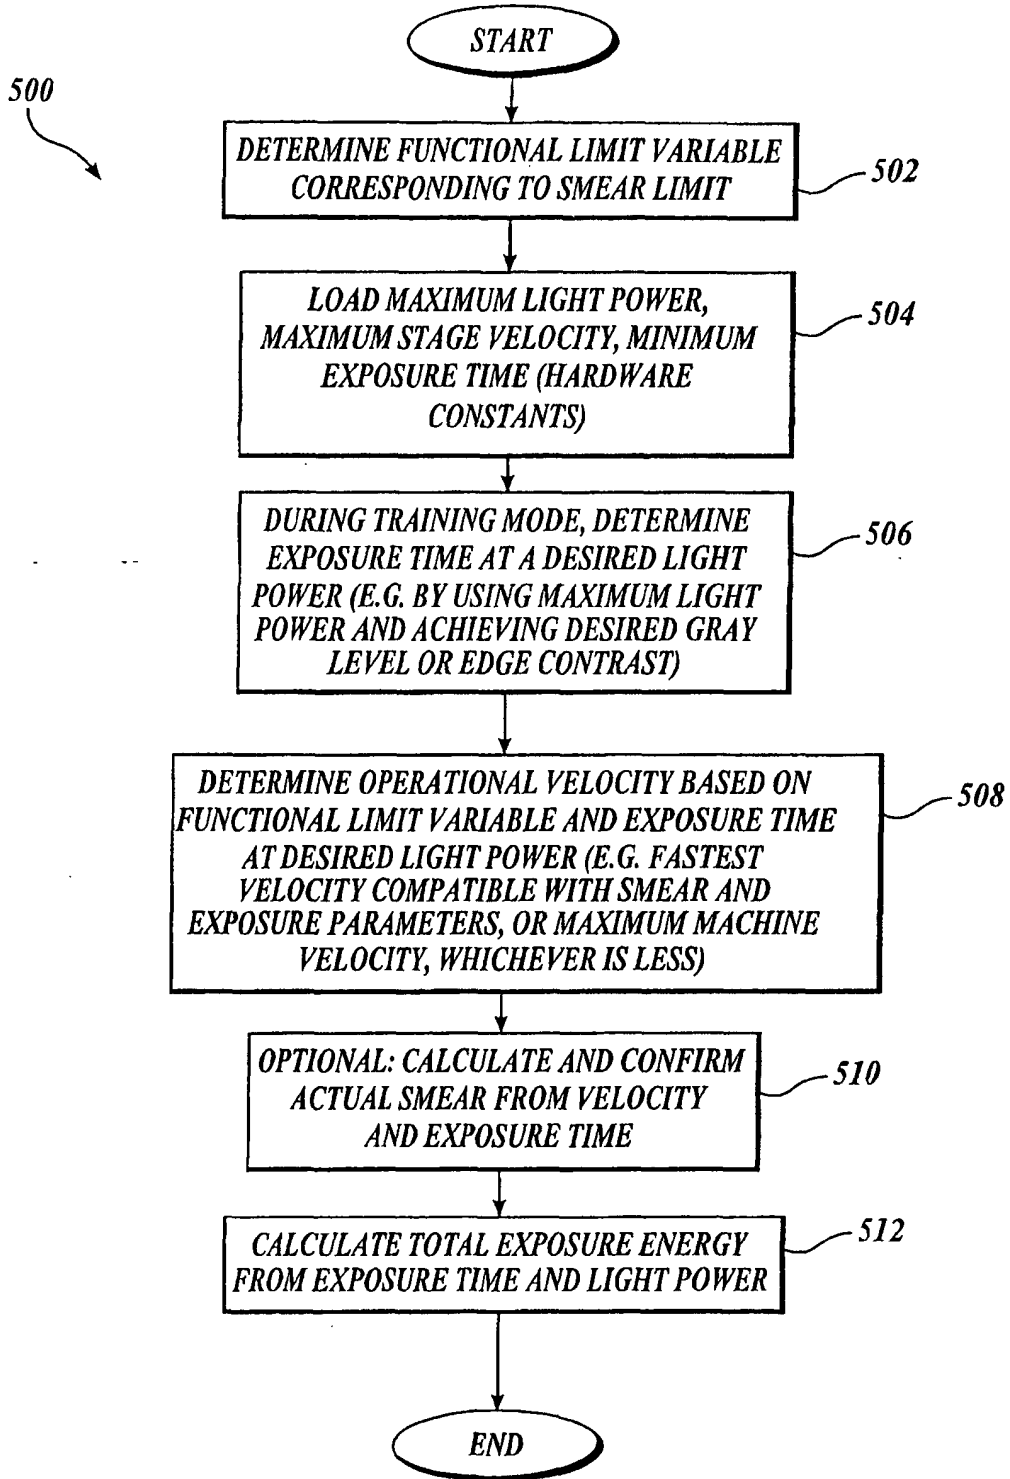 START
500
DETERMINE FUNCTIONAL LIMIT VARIABLE
CORRESPONDING TO SMEAR LIMIT
502
LOAD MAXIMUM LIGHT POWER,
MAXIMUM STAGE VELOCITY, MINIMUM
EXPOSURE TIME (HARDWARE
CONSTANTS)
504
DURING TRAINING MODE, DETERMINE
EXPOSURE TIME AT A DESIRED LIGHT
POWER (E.G. BY USING MAXIMUM LIGHT
POWER AND ACHIEVING DESIRED GRAY
LEVEL OR EDGE CONTRAST)
506
DETERMINE OPERATIONAL VELOCITY BASED ON
FUNCTIONAL LIMIT VARIABLE AND EXPOSURE TIME
AT DESIRED LIGHT POWER (E.G. FASTEST
VELOCITY COMPATIBLE WITH SMEAR AND
EXPOSURE PARAMETERS, OR MAXIMUM MACHINE
VELOCITY, WHICHEVER IS LESS)
508
OPTIONAL: CALCULATE AND CONFIRM
ACTUAL SMEAR FROM VELOCITY
AND EXPOSURE TIME
510
CALCULATE TOTAL EXPOSURE ENERGY
FROM EXPOSURE TIME AND LIGHT POWER
512
END